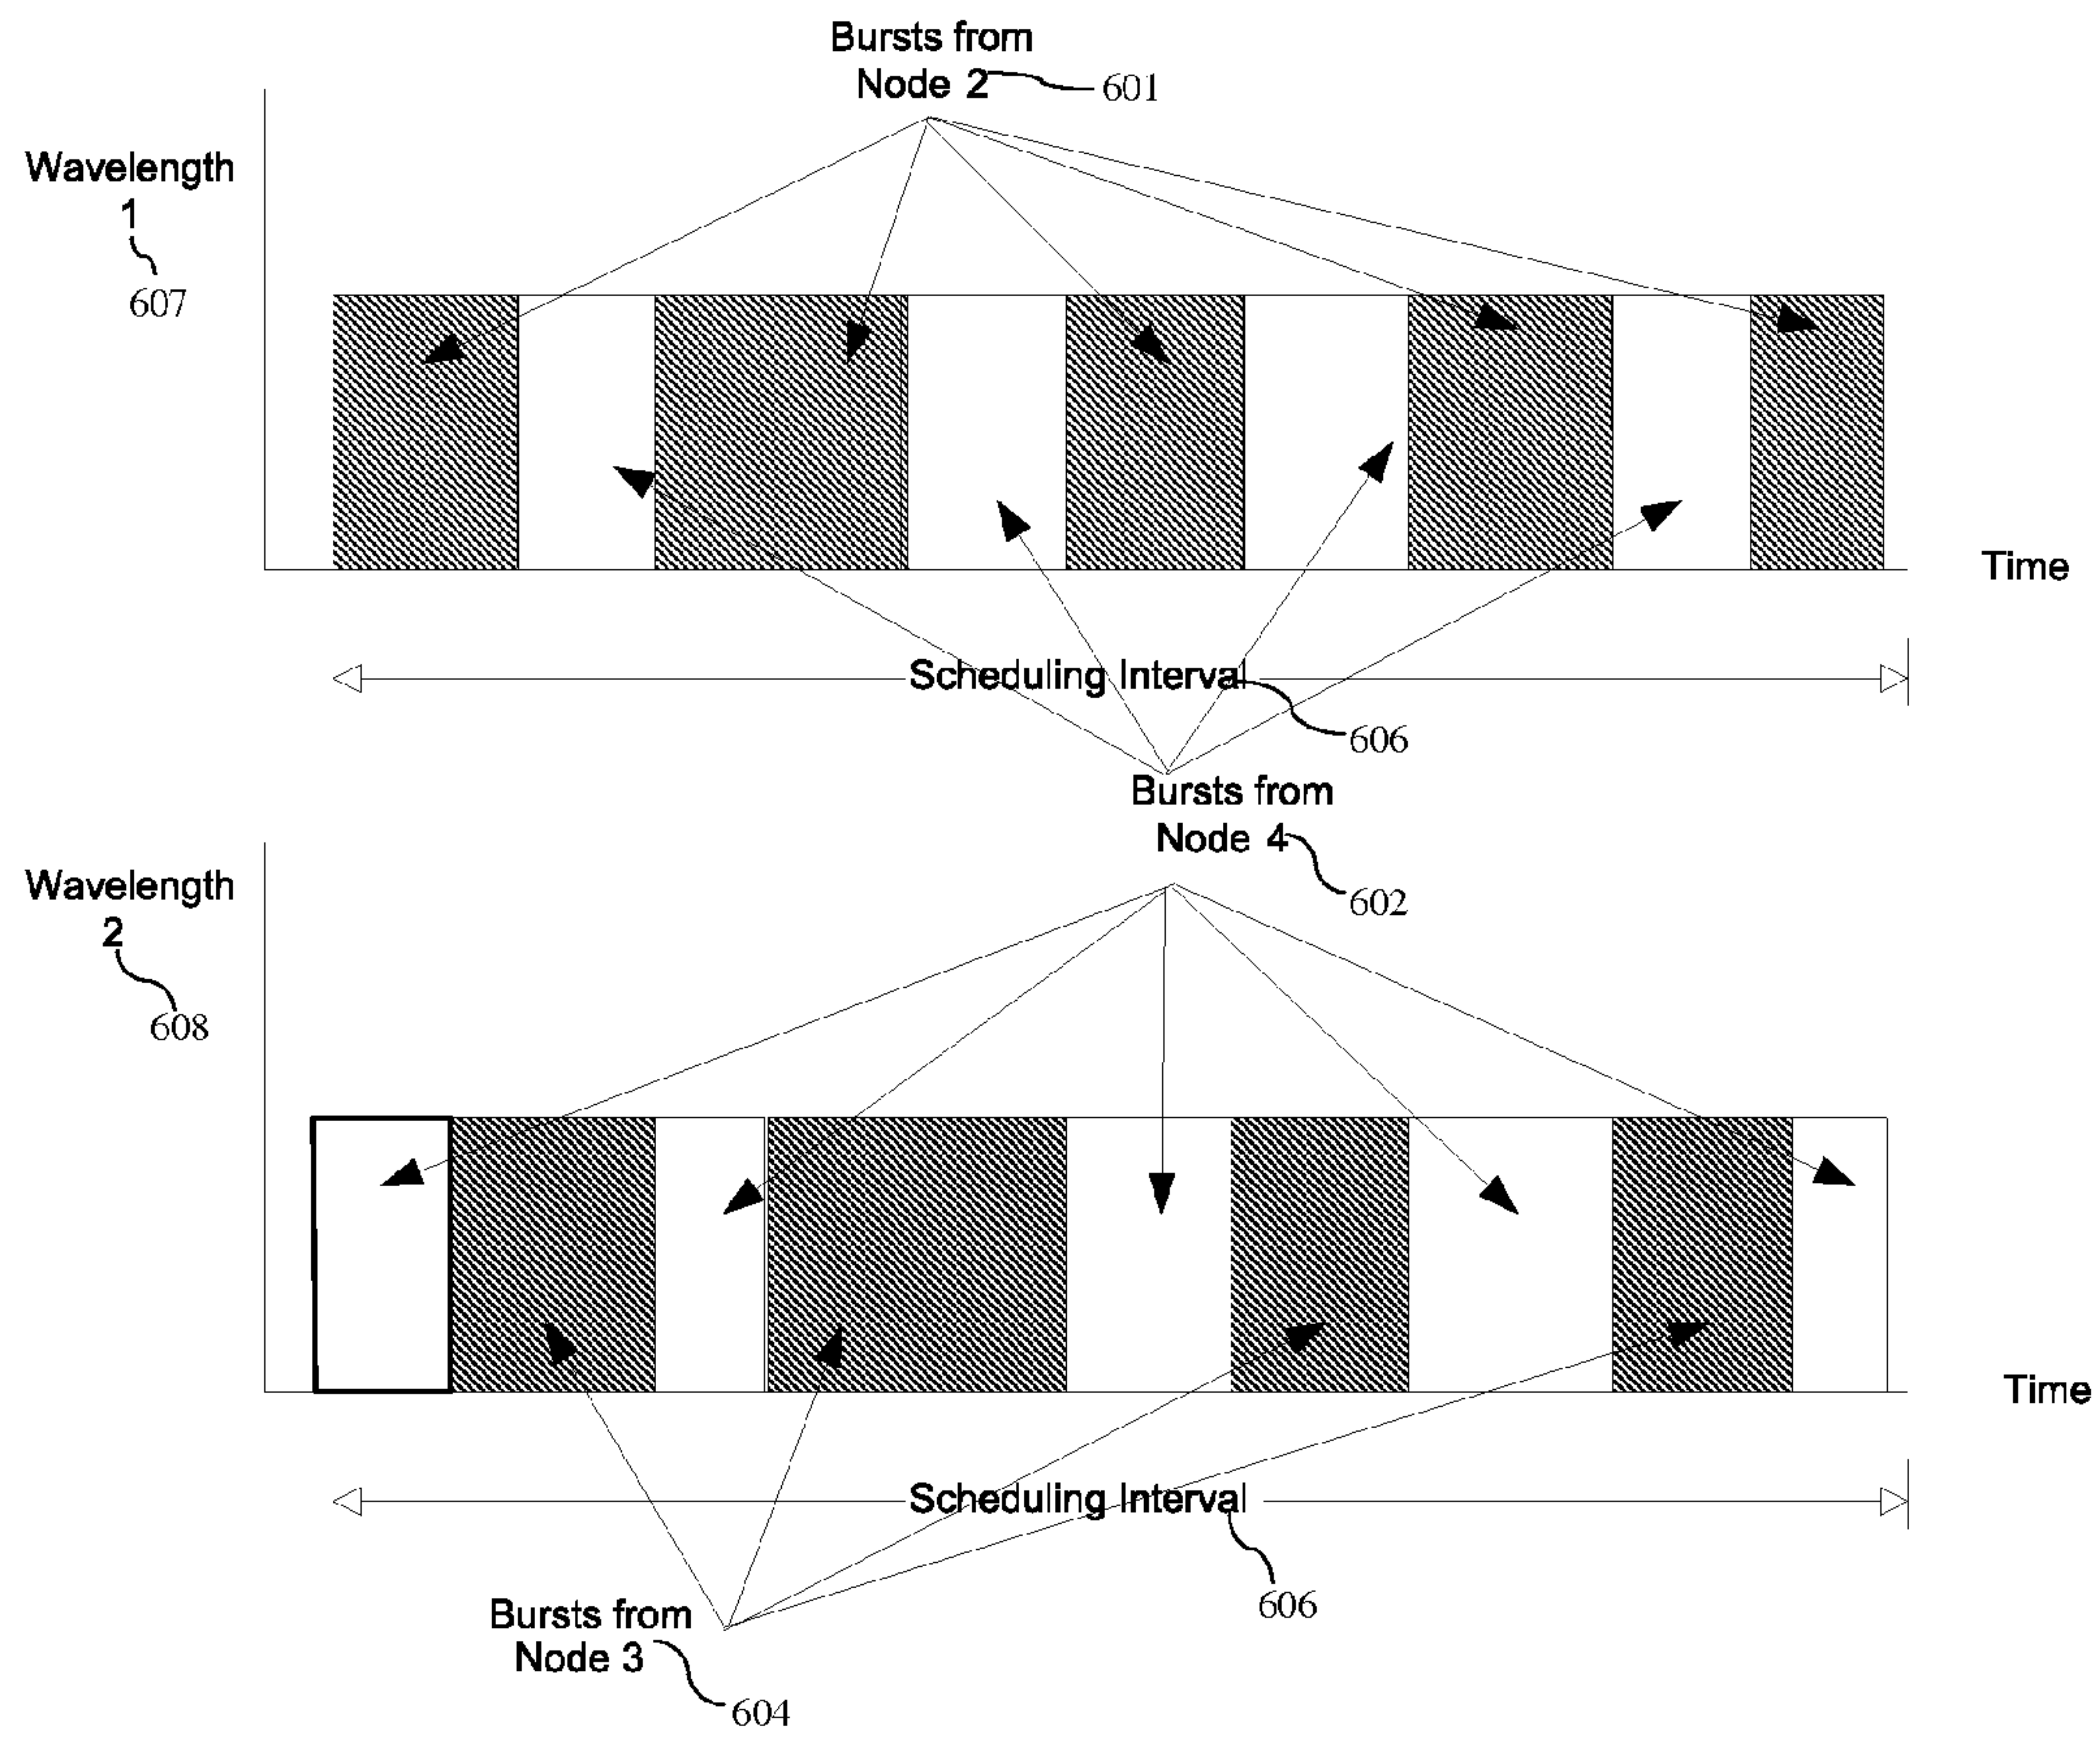 Bursts from
Node 2
601
Wavelength
1
607
Time
Scheduling Interval
606
Bursts from
Node 4
602
Wavelength
2
608
Time
Scheduling Interval
606
Bursts from
Node 3
604